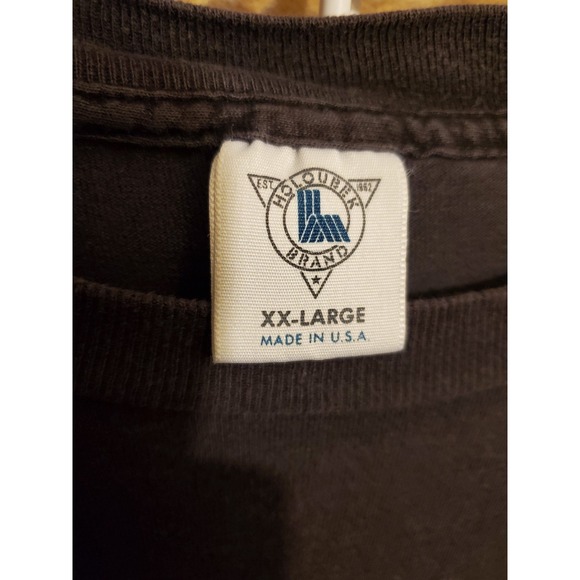 EST. 1962
HOLOUBEK
BRAND
XX-LARGE
MADE IN U.S.A.